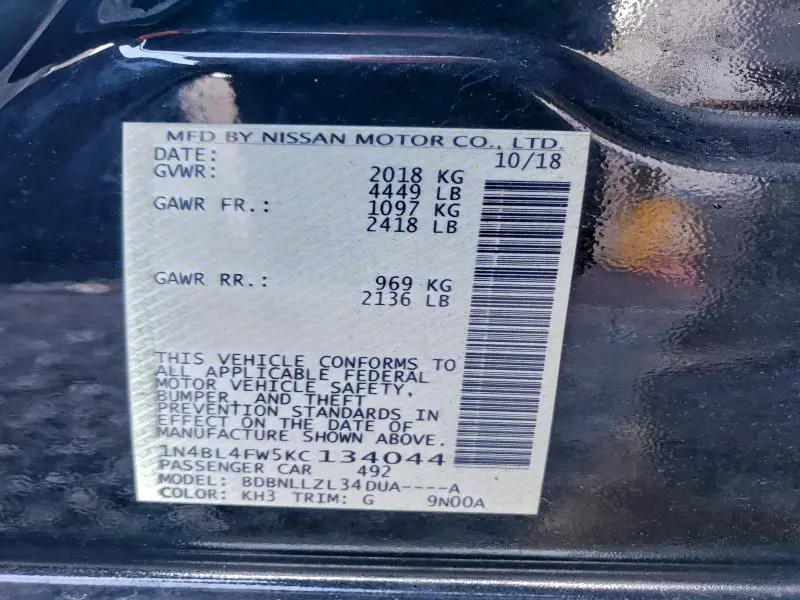 MFD BY NISSAN MOTOR CO., LTD.
DATE: 10/18
GVWR: 2018 KG
4449 LB
GAWR FR.: 1097 KG
2418 LB
GAWR RR.: 969 KG
2136 LB
THIS VEHICLE CONFORMS TO
ALL APPLICABLE FEDERAL
MOTOR VEHICLE SAFETY,
BUMPER, AND THEFT
PREVENTION STANDARDS IN
EFFECT ON THE DATE OF
MANUFACTURE SHOWN ABOVE.
1N4BL4FW5KC134044
PASSENGER CAR 492
MODEL: BDBNLLZL34DUA----A
COLOR: KH3 TRIM: G 9N00A